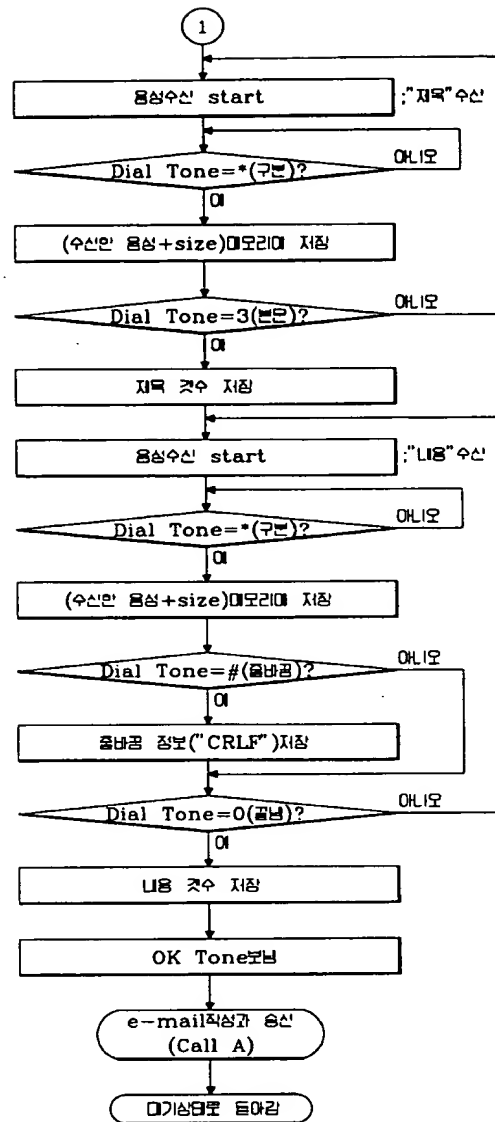 1
음성수신 start
;"제목"수신
Dial Tone=*(구분)?
아니오
예
(수신한 음성+size)메모리에 저장
Dial Tone=3(본문)?
아니오
예
제목 갯수 저장
음성수신 start
;"내용"수신
Dial Tone=*(구분)?
아니오
예
(수신한 음성+size)메모리에 저장
Dial Tone=#(줄바꿈)?
아니오
예
줄바꿈 정보("CRLF")저장
Dial Tone=0(끝냄)?
아니오
예
내용 갯수 저장
OK Tone보냄
e-mail작성과 송신
(Call A)
대기상태로 돌아감